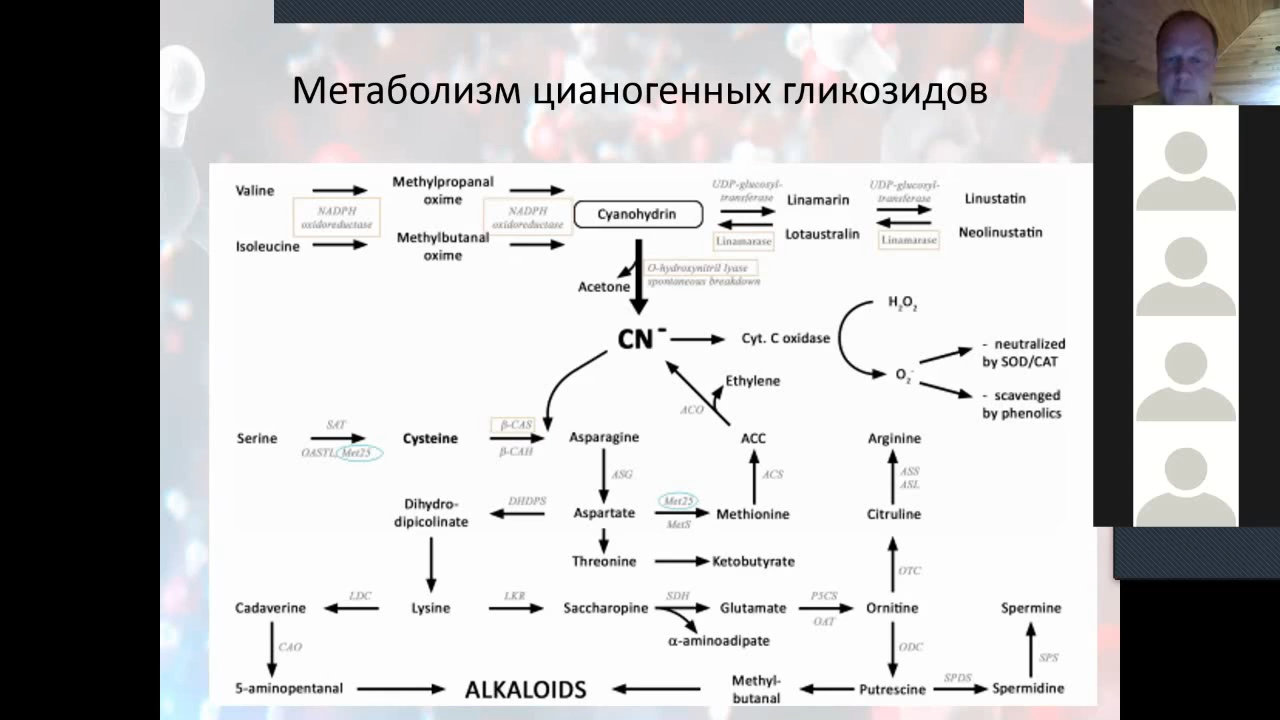 Метаболизм цианогенных гликозидов
Valine
NADPH
oxidoreductase
Isoleucine
Methylpropanal
oxime
Methylbutanal
oxime
NADPH
oxidoreductase
Cyanohydrin
UDP-glucosyl-
transferase
Linamarase
Linamarin
Lotaustralin
UDP-glucosyl-
transferase
Linamarase
Linustatin
Neolinustatin
O-hydroxynitril lyase
spontaneous breakdown
Acetone
CN⁻
Cyt. C oxidase
H₂O₂
O₂⁻
- neutralized
by SOD/CAT
- scavenged
by phenolics
Ethylene
ACO
Serine
SAT
OASTL/Met25
Cysteine
β-CAS
β-CAH
Asparagine
ACC
Arginine
ASG
ACS
ASS
ASL
Dihydro-
dipicolinate
DHDPS
Aspartate
Met25
MetS
Methionine
Citruline
Threonine
Ketobutyrate
OTC
Cadaverine
LDC
Lysine
LKR
Saccharopine
SDH
Glutamate
P5CS
OAT
Ornitine
Spermine
α-aminoadipate
CAO
ODC
SPS
5-aminopentanal
ALKALOIDS
Methyl-
butanal
Putrescine
SPDS
Spermidine